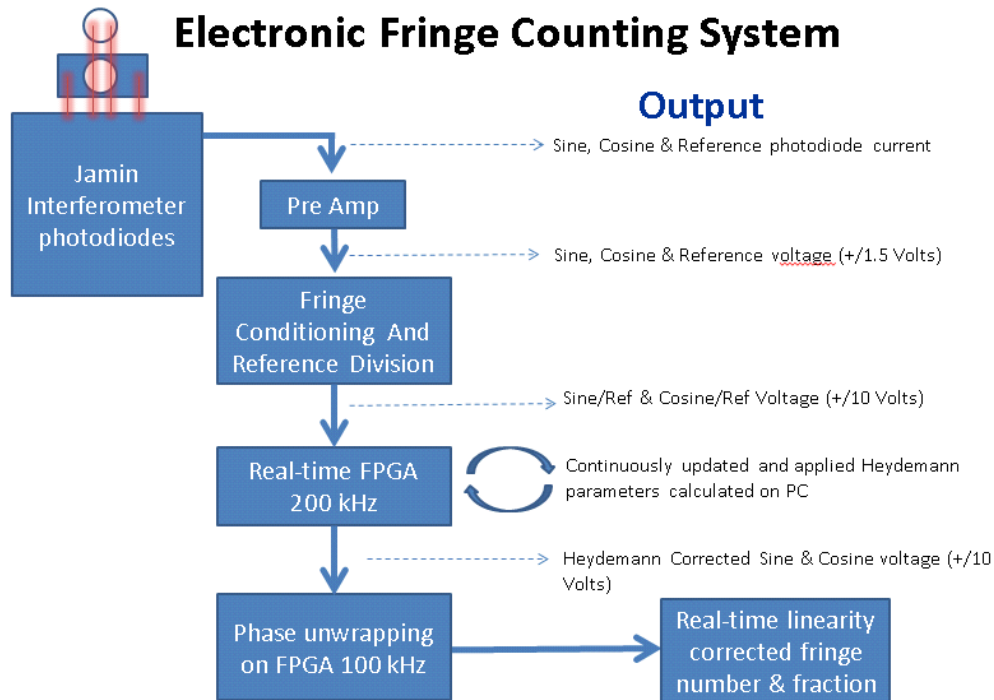 Electronic Fringe Counting System
Output
Jamin
Interferometer
photodiodes
Sine, Cosine & Reference photodiode current
Pre Amp
Sine, Cosine & Reference voltage (+/1.5 Volts)
Fringe
Conditioning And
Reference Division
Sine/Ref & Cosine/Ref Voltage (+/10 Volts)
Real-time FPGA
200 kHz
Continuously updated and applied Heydemann
parameters calculated on PC
Heydemann Corrected Sine & Cosine voltage (+/10
Volts)
Phase unwrapping
on FPGA 100 kHz
Real-time linearity
corrected fringe
number & fraction